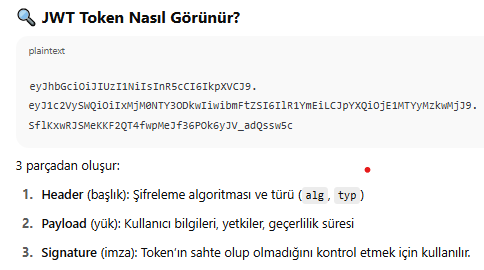 🔍 JWT Token Nasıl Görünür?
plaintext
eyJhbGciOiJIUzI1NiIsInR5cCI6IkpXVCJ9.
eyJ1c2VySWQiOiIxMjM0NTY3ODkwIiwibmFtZSI6IlR1YmEiLCJpYXQiOjE1MTYyMzkwMjJ9.
SflKxwRJSMeKKF2QT4fwpMeJf36POk6yJV_adQssw5c
3 parçadan oluşur:
1. Header (başlık): Şifreleme algoritması ve türü (alg, typ)
2. Payload (yük): Kullanıcı bilgileri, yetkiler, geçerlilik süresi
3. Signature (imza): Token'ın sahte olup olmadığını kontrol etmek için kullanılır.